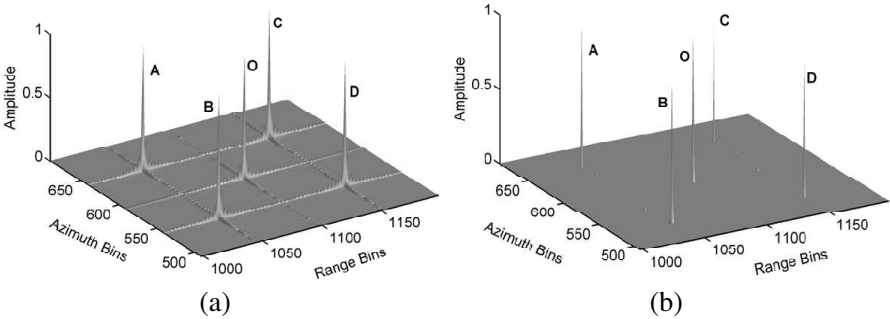 1
0.5
0
Amplitude
650
600
550
500
Azimuth Bins
1000
1050
1100
1150
Range Bins
A
B
O
C
D
(a)
1
0.5
0
Amplitude
650
600
550
500
Azimuth Bins
1000
1050
1100
1150
Range Bins
A
B
O
C
D
(b)